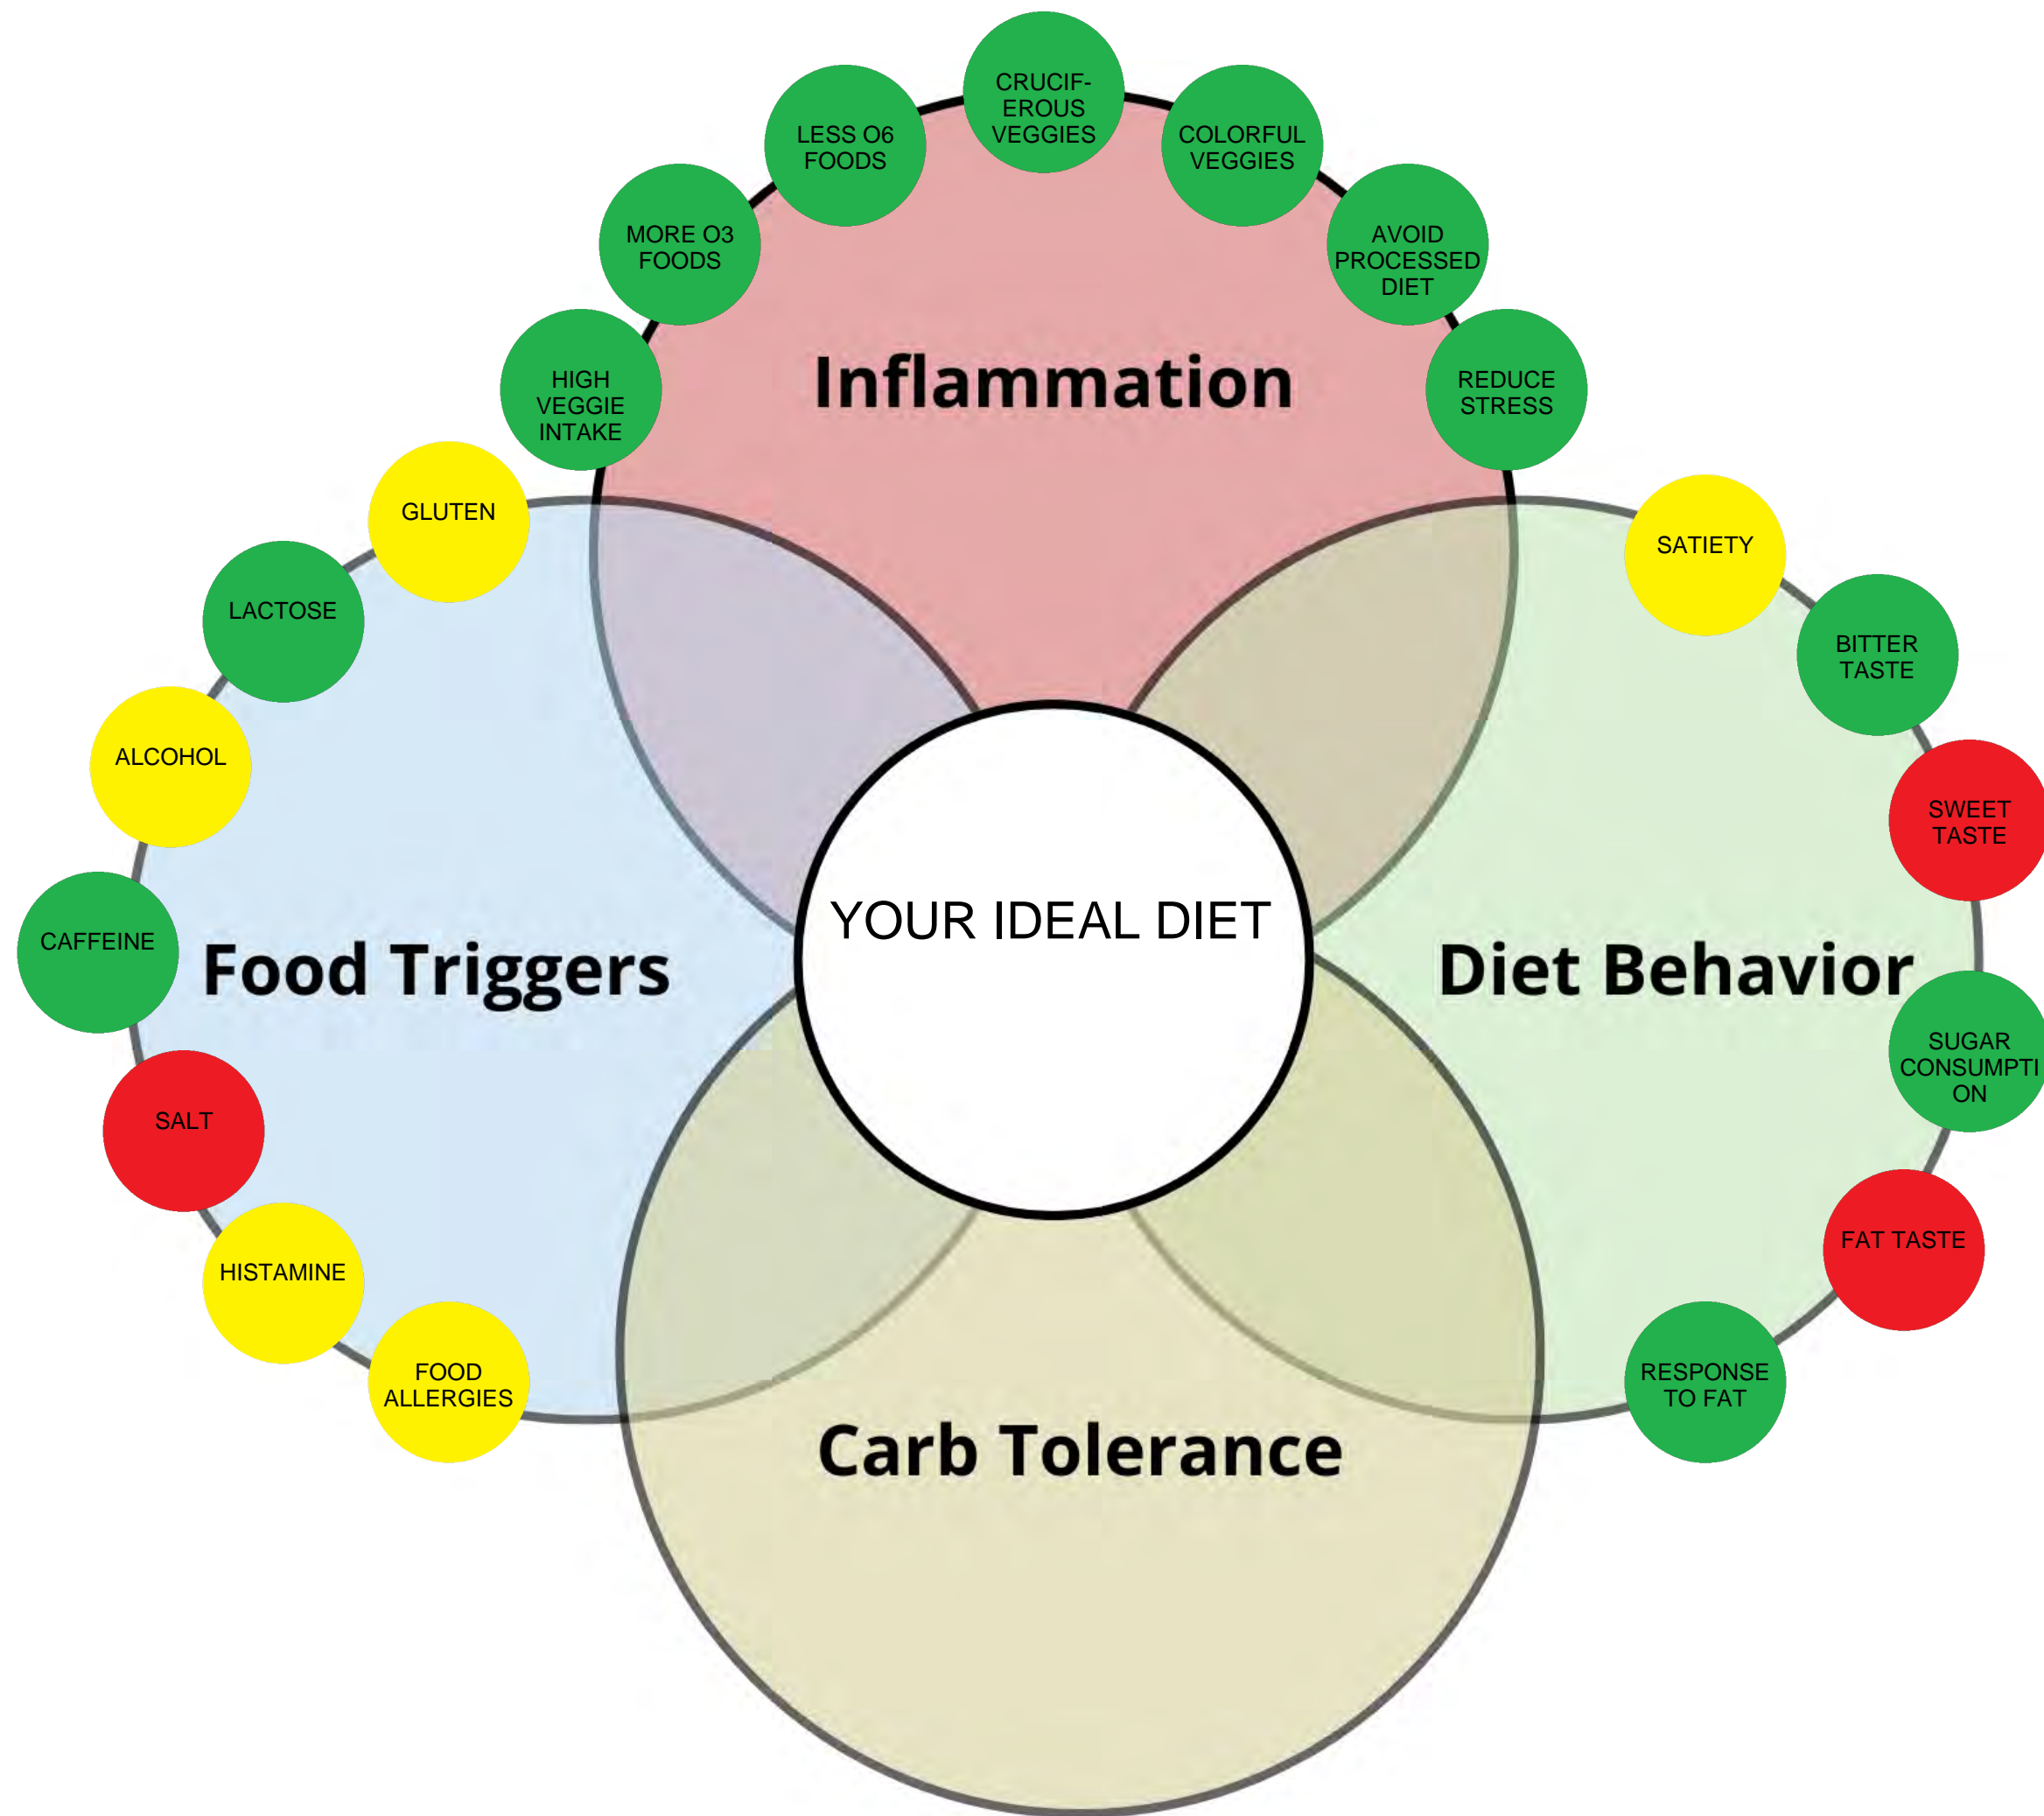 CRUCIF-
EROUS
VEGGIES
LESS O6
FOODS
COLORFUL
VEGGIES
MORE O3
FOODS
AVOID
PROCESSED
DIET
HIGH
VEGGIE
INTAKE
Inflammation
REDUCE
STRESS
GLUTEN
SATIETY
LACTOSE
BITTER
TASTE
ALCOHOL
SWEET
TASTE
CAFFEINE
Food Triggers
YOUR IDEAL DIET
Diet Behavior
SUGAR
CONSUMPTI
ON
SALT
HISTAMINE
FAT TASTE
FOOD
ALLERGIES
RESPONSE
TO FAT
Carb Tolerance